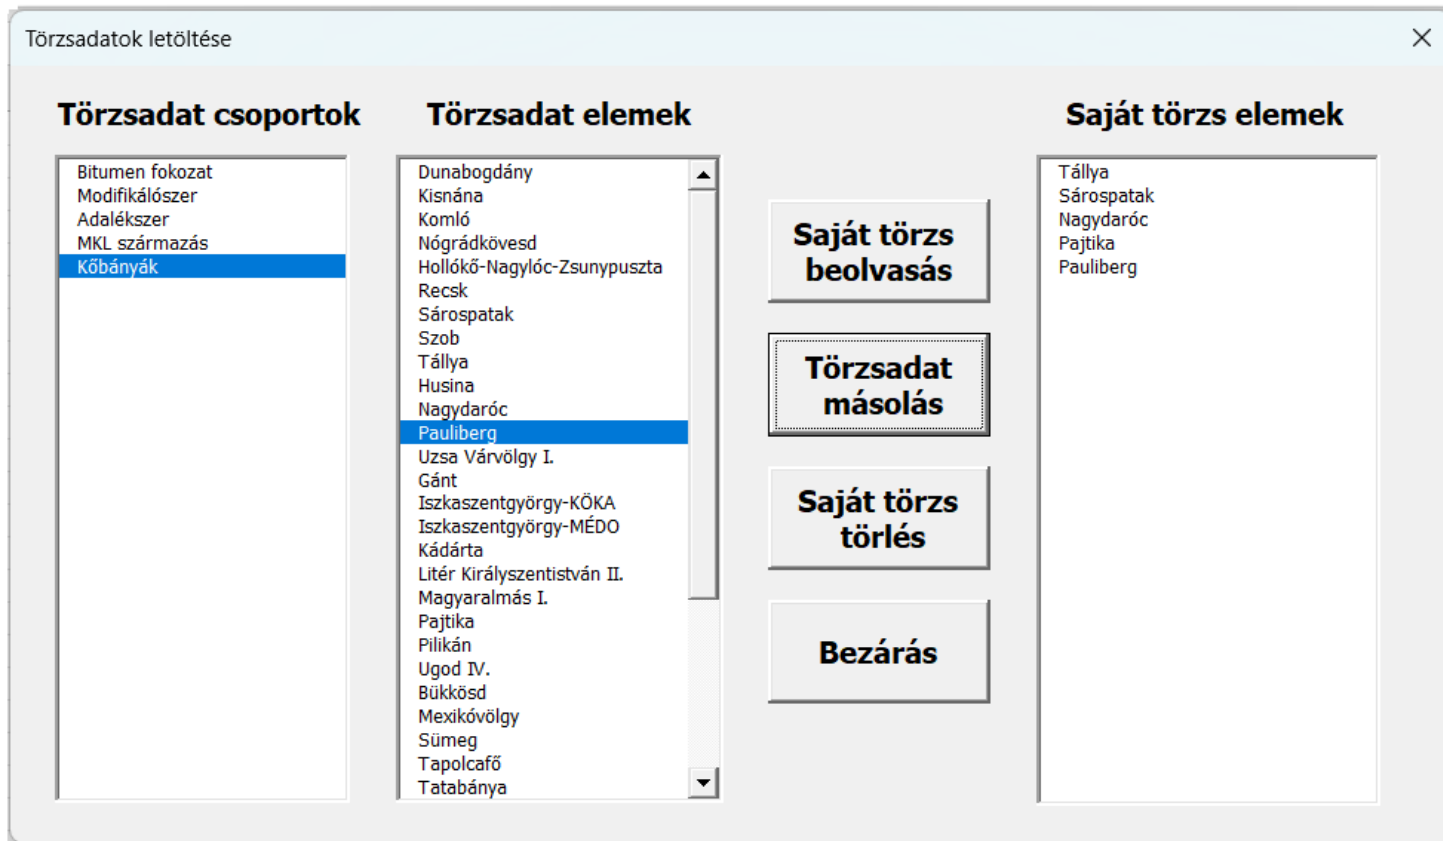 Törzsadatok letöltése
Törzsadat csoportok
Bitumen fokozat
Modifikálószer
Adalékszer
MKL származás
Kőbányák
Törzsadat elemek
Dunabogdány
Kisnána
Komló
Nógrádkövesd
Hollókő-Nagylóc-Zsunypuszta
Recsk
Sárospatak
Szob
Tállya
Husina
Nagydaróc
Pauliberg
Uzsa Várvölgy I.
Gánt
Iszkaszentgyörgy-KÖKA
Iszkaszentgyörgy-MÉDO
Kádárta
Litér Királyszentistván II.
Magyaralmás I.
Pajtika
Pilikán
Ugod IV.
Bükkösd
Mexikóvölgy
Sümeg
Tapolcafő
Tatabánya
Saját törzs
beolvasás
Törzsadat
másolás
Saját törzs
törlés
Bezárás
Saját törzs elemek
Tállya
Sárospatak
Nagydaróc
Pajtika
Pauliberg